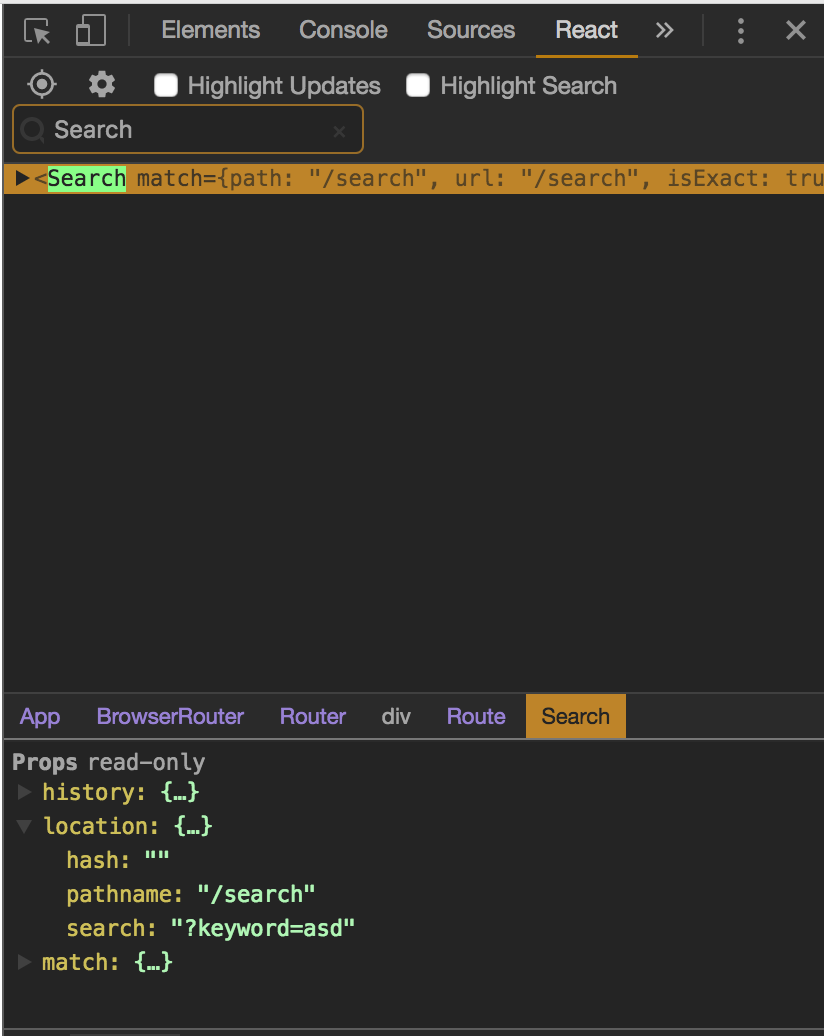 Elements Console Sources React »
Highlight Updates Highlight Search
Search ×
▶<Search match={path: "/search", url: "/search", isExact: tru
App BrowserRouter Router div Route Search
Props read-only
▶ history: {…}
▼ location: {…}
hash: ""
pathname: "/search"
search: "?keyword=asd"
▶ match: {…}